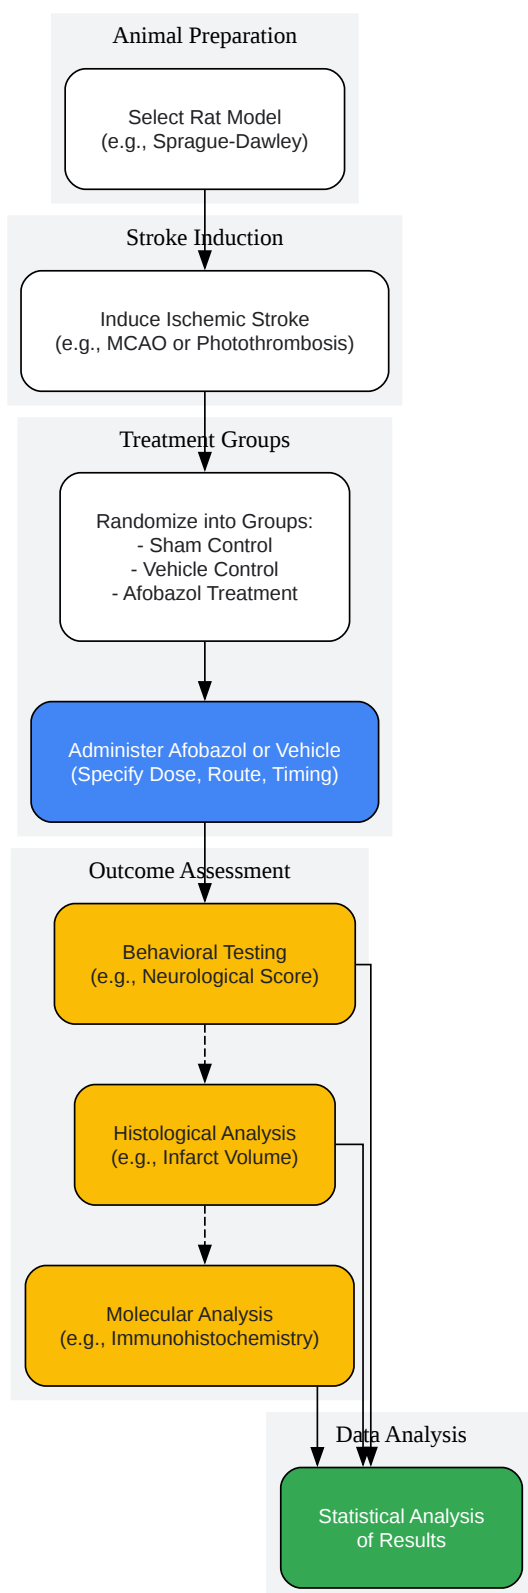 Animal Preparation
Select Rat Model
(e.g., Sprague-Dawley)
Stroke Induction
Induce Ischemic Stroke
(e.g., MCAO or Photothrombosis)
Treatment Groups
Randomize into Groups:
- Sham Control
- Vehicle Control
- Afobazol Treatment
Administer Afobazol or Vehicle
(Specify Dose, Route, Timing)
Outcome Assessment
Behavioral Testing
(e.g., Neurological Score)
Histological Analysis
(e.g., Infarct Volume)
Molecular Analysis
(e.g., Immunohistochemistry)
Data Analysis
Statistical Analysis
of Results